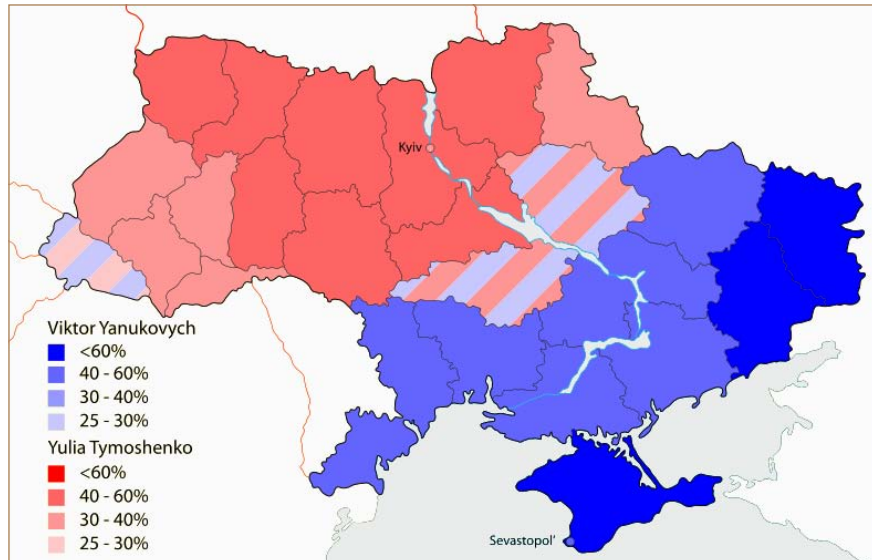 Kyiv
Viktor Yanukovych
<60%
40 - 60%
30 - 40%
25 - 30%
Yulia Tymoshenko
<60%
40 - 60%
30 - 40%
25 - 30%
Sevastopol'